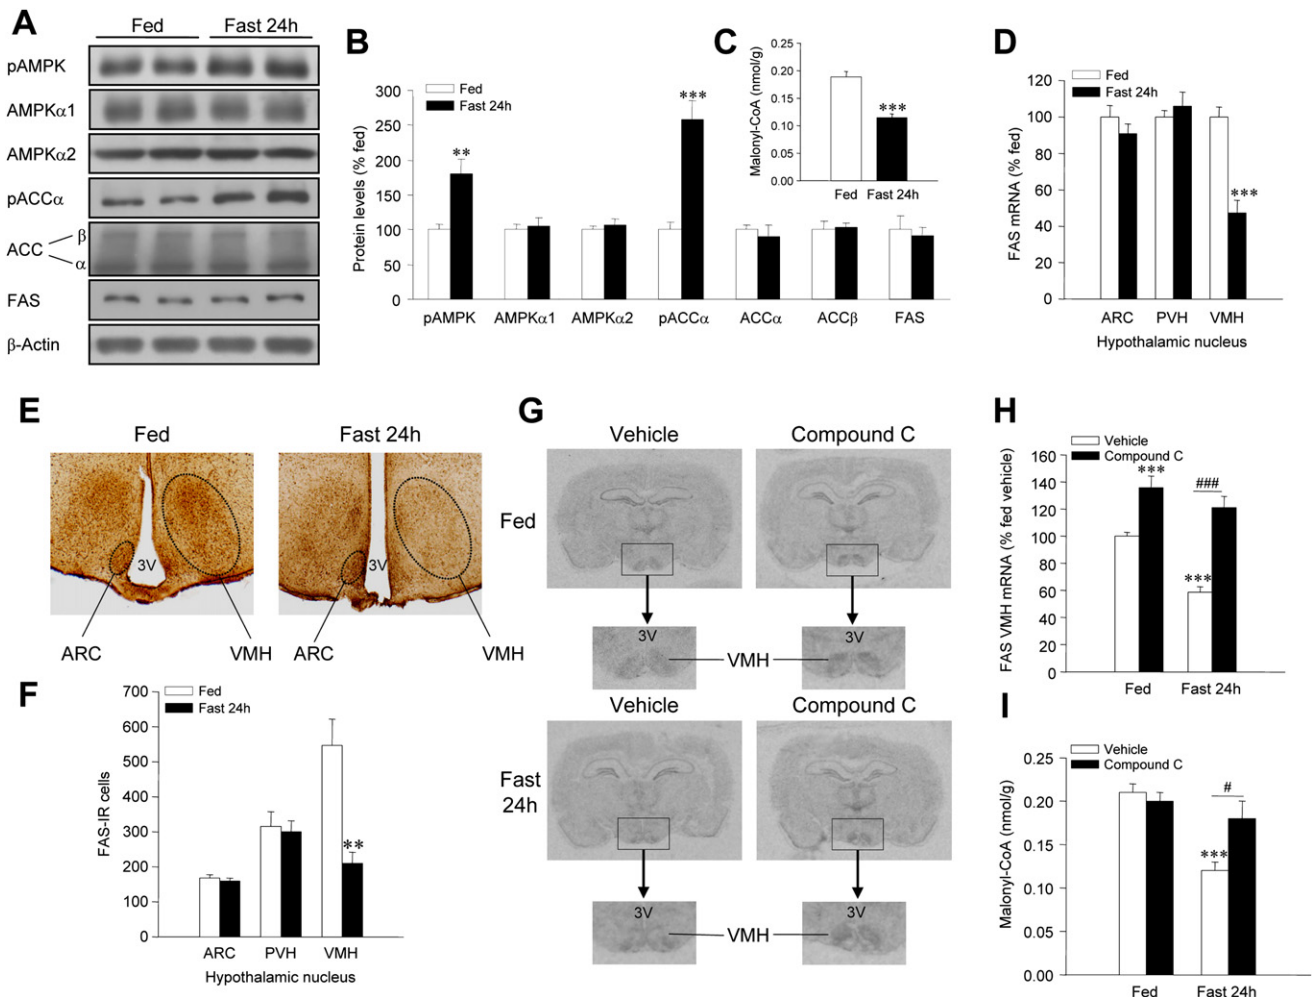 A
Fed
Fast 24h
pAMPK
AMPKα1
AMPKα2
pACCα
ACC
β
α
FAS
β-Actin
B
Fed
Fast 24h
Protein levels (% fed)
300
250
200
150
100
50
0
**
***
pAMPK
AMPKα1
AMPKα2
pACCα
ACCα
ACCβ
FAS
C
Malonyl-CoA (nmol/g)
0.25
0.20
0.15
0.10
0.05
0.00
***
Fed
Fast 24h
D
Fed
Fast 24h
FAS mRNA (% fed)
120
100
80
60
40
20
0
***
ARC
PVH
VMH
Hypothalamic nucleus
E
Fed
Fast 24h
3V
3V
ARC
VMH
ARC
VMH
F
Fed
Fast 24h
FAS-IR cells
700
600
500
400
300
200
100
0
**
ARC
PVH
VMH
Hypothalamic nucleus
G
Vehicle
Compound C
Fed
3V
3V
VMH
Vehicle
Compound C
Fast
24h
3V
3V
VMH
H
Vehicle
Compound C
FAS VMH mRNA (% fed vehicle)
160
140
120
100
80
60
40
20
0
***
###
***
Fed
Fast 24h
I
Vehicle
Compound C
Malonyl-CoA (nmol/g)
0.25
0.20
0.15
0.10
0.05
0.00
#
***
Fed
Fast 24h